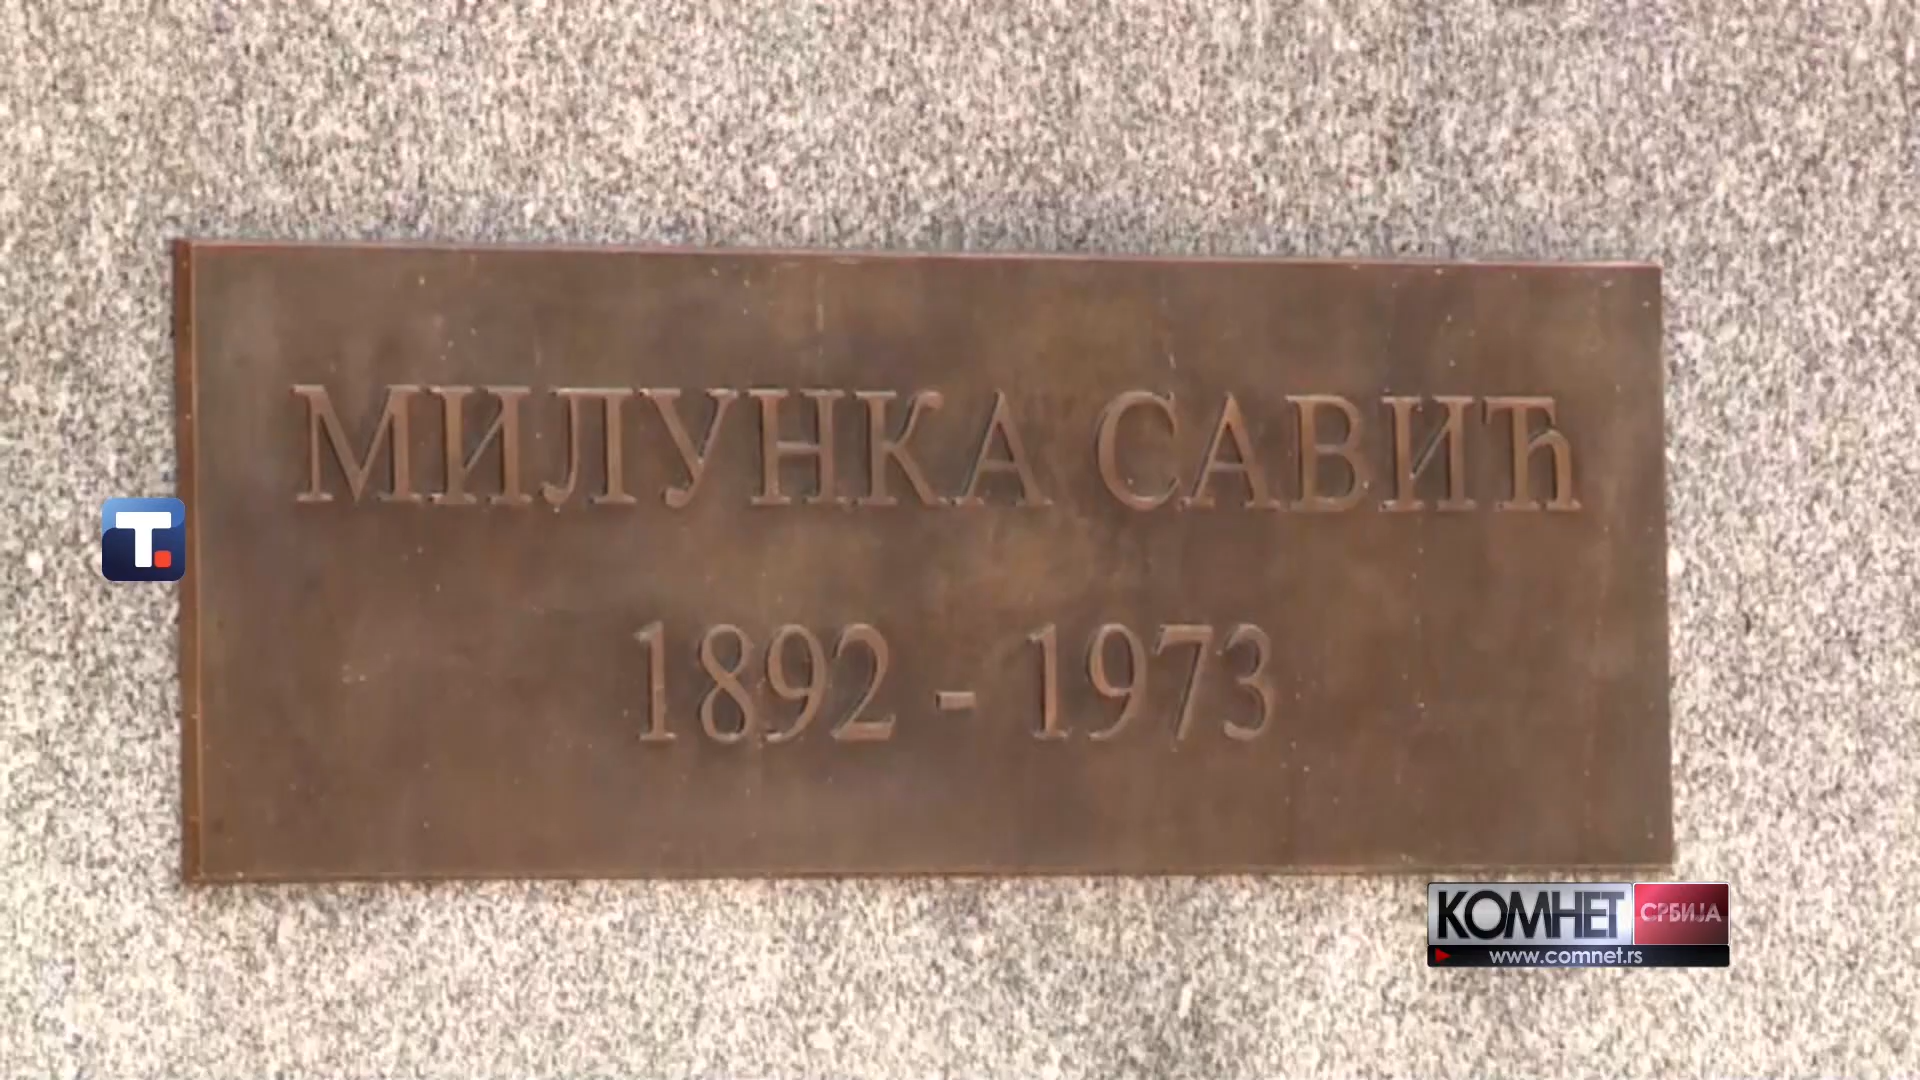 МИЛУНКА САВИЋ
1892 - 1973
T.
КОМНЕТ СРБИЈА
www.comnet.rs